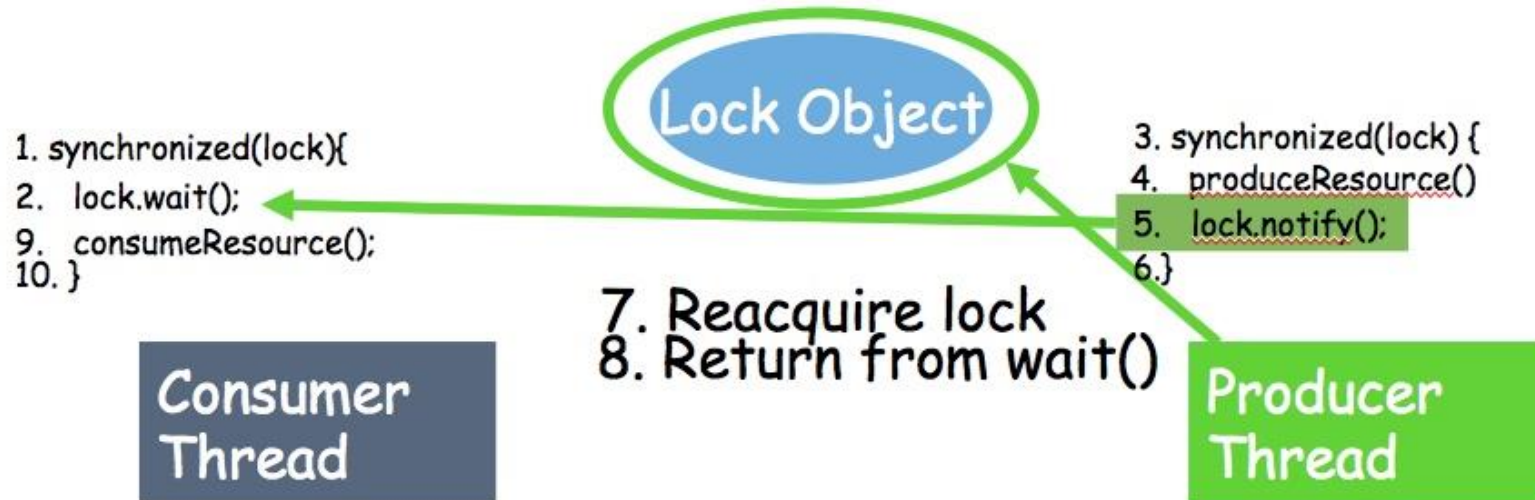 Lock Object
1. synchronized(lock){
2. lock.wait();
9. consumeResource();
10. }
3. synchronized(lock) {
4. produceResource()
5. lock.notify();
6.}
7. Reacquire lock
8. Return from wait()
Consumer
Thread
Producer
Thread